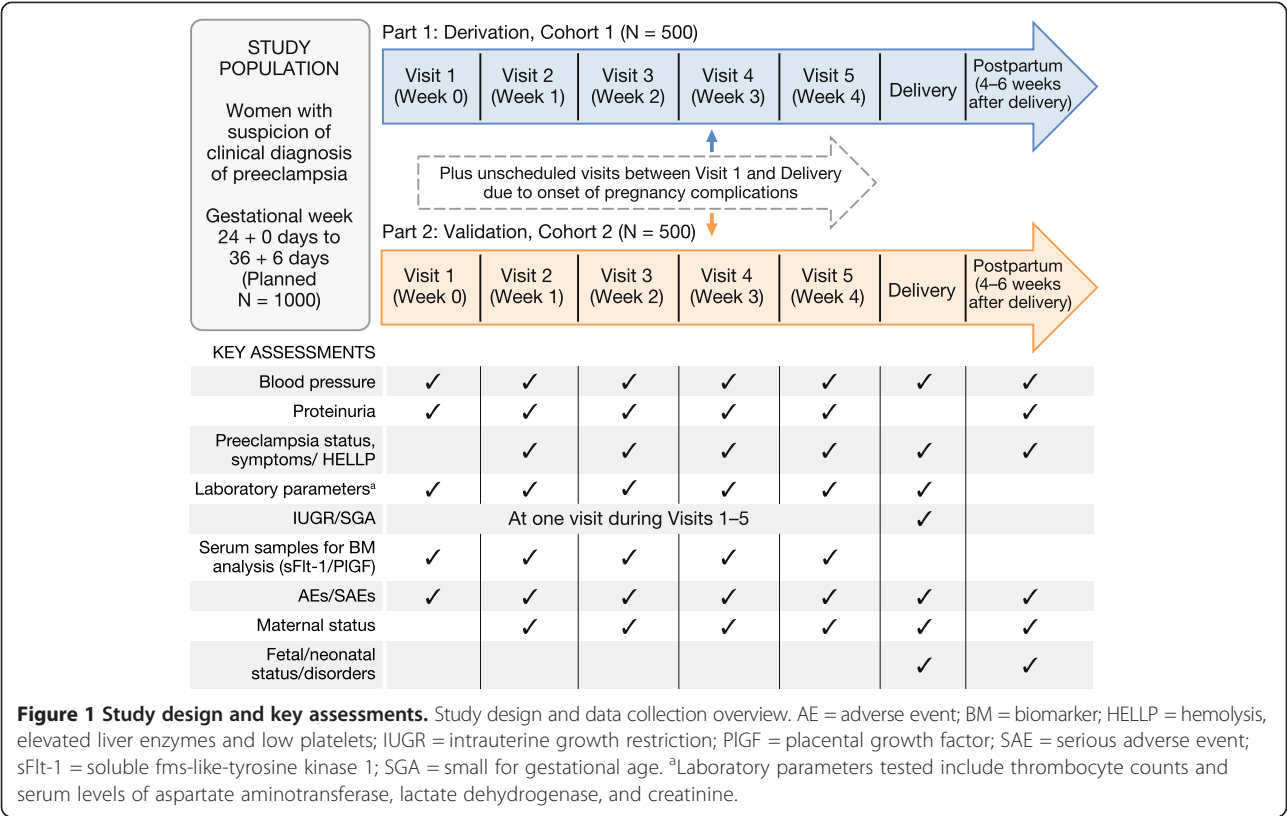 STUDY
POPULATION
Women with
suspicion of
clinical diagnosis
of preeclampsia
Gestational week
24 + 0 days to
36 + 6 days
(Planned
N = 1000)
Part 1: Derivation, Cohort 1 (N = 500)
Visit 1
(Week 0)
Visit 2
(Week 1)
Visit 3
(Week 2)
Visit 4
(Week 3)
Visit 5
(Week 4)
Delivery
Postpartum
(4–6 weeks
after delivery)
Plus unscheduled visits between Visit 1 and Delivery
due to onset of pregnancy complications
Part 2: Validation, Cohort 2 (N = 500)
Visit 1
(Week 0)
Visit 2
(Week 1)
Visit 3
(Week 2)
Visit 4
(Week 3)
Visit 5
(Week 4)
Delivery
Postpartum
(4–6 weeks
after delivery)
KEY ASSESSMENTS
Blood pressure ✓ ✓ ✓ ✓ ✓ ✓ ✓
Proteinuria ✓ ✓ ✓ ✓ ✓ ✓
Preeclampsia status,
symptoms/ HELLP ✓ ✓ ✓ ✓ ✓ ✓
Laboratory parametersᵃ ✓ ✓ ✓ ✓ ✓ ✓
IUGR/SGA At one visit during Visits 1–5 ✓
Serum samples for BM
analysis (sFlt-1/PlGF) ✓ ✓ ✓ ✓ ✓
AEs/SAEs ✓ ✓ ✓ ✓ ✓ ✓ ✓
Maternal status ✓ ✓ ✓ ✓ ✓ ✓
Fetal/neonatal
status/disorders ✓ ✓
Figure 1 Study design and key assessments. Study design and data collection overview. AE = adverse event; BM = biomarker; HELLP = hemolysis,
elevated liver enzymes and low platelets; IUGR = intrauterine growth restriction; PlGF = placental growth factor; SAE = serious adverse event;
sFlt-1 = soluble fms-like-tyrosine kinase 1; SGA = small for gestational age. ᵃLaboratory parameters tested include thrombocyte counts and
serum levels of aspartate aminotransferase, lactate dehydrogenase, and creatinine.